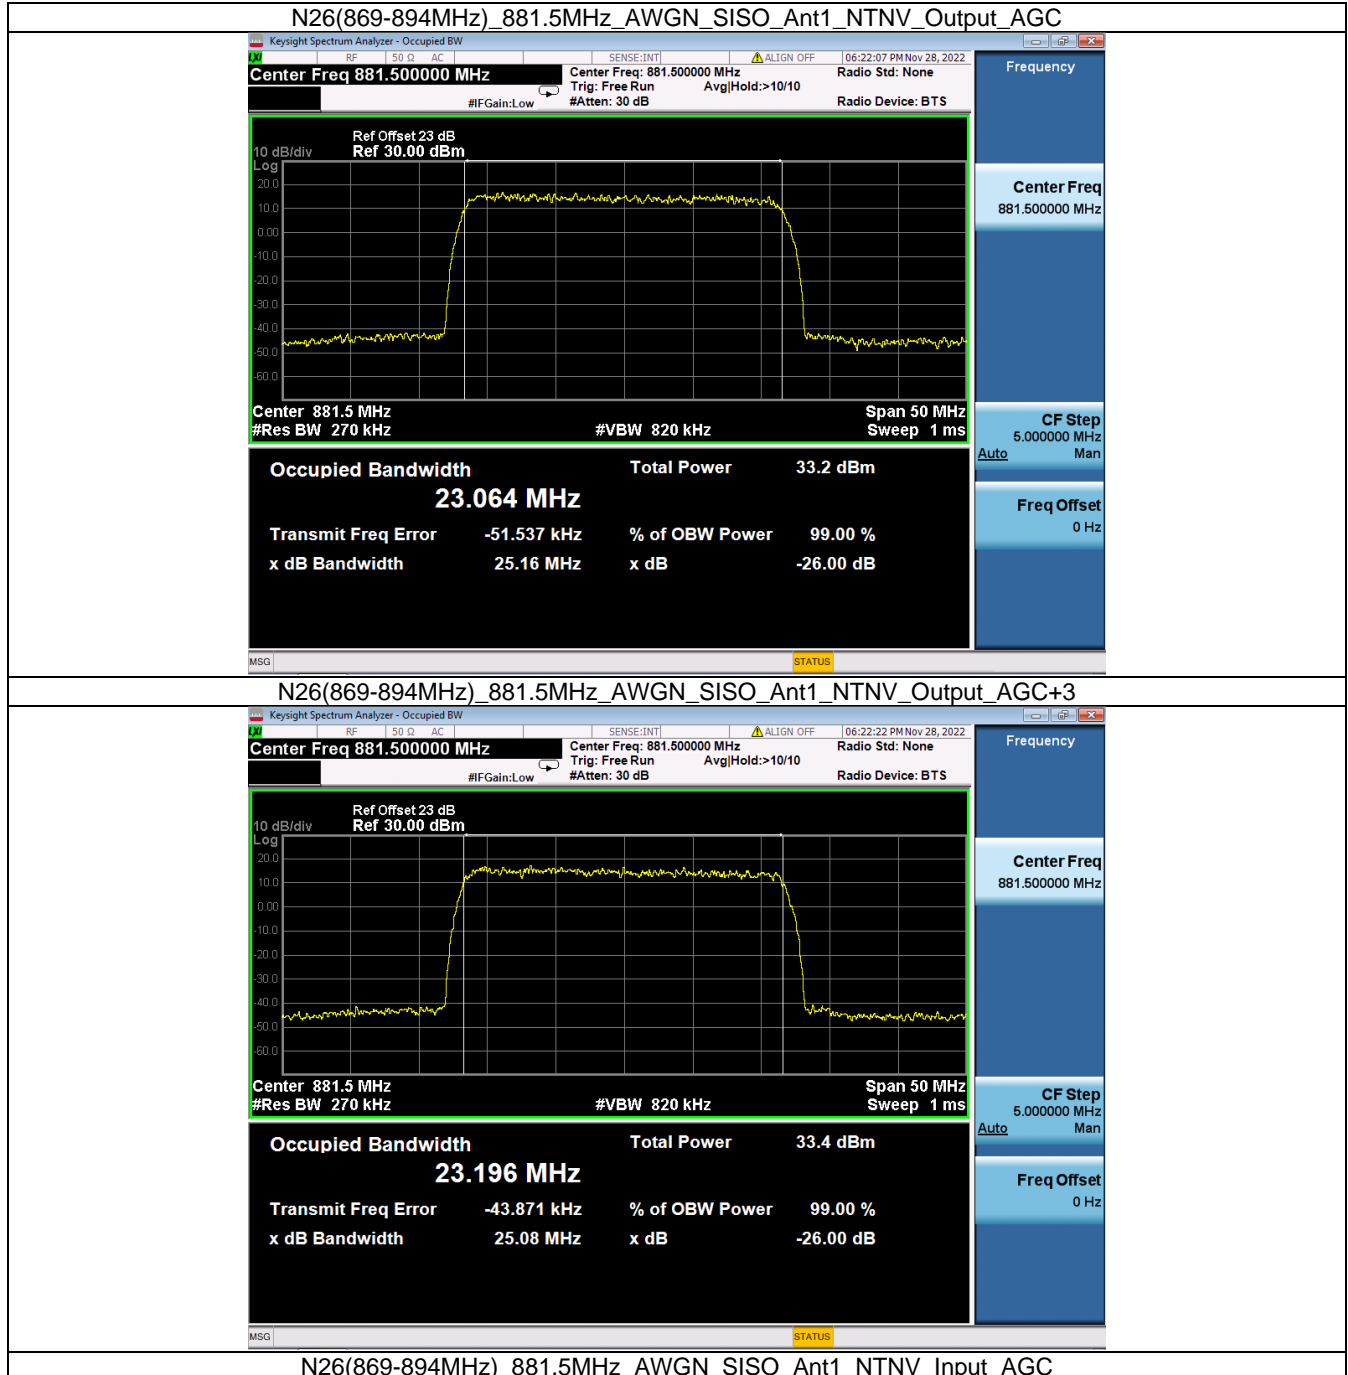 N26(869-894MHz)_881.5MHz_AWGN_SISO_Ant1_NTNV_Output_AGC
Keysight Spectrum Analyzer - Occupied BW
LXI RF 50 Ω AC SENSE:INT ALIGN OFF 06:22:07 PM Nov 28, 2022
Center Freq 881.500000 MHz
Center Freq: 881.500000 MHz
Radio Std: None
Trig: Free Run Avg|Hold:>10/10
#IFGain:Low
#Atten: 30 dB
Radio Device: BTS
Ref Offset 23 dB
10 dB/div Ref 30.00 dBm
Log
20.0
10.0
0.00
-10.0
-20.0
-30.0
-40.0
-50.0
-60.0
Center 881.5 MHz Span 50 MHz
#Res BW 270 kHz #VBW 820 kHz Sweep 1 ms
Occupied Bandwidth Total Power 33.2 dBm
23.064 MHz
Transmit Freq Error -51.537 kHz % of OBW Power 99.00 %
x dB Bandwidth 25.16 MHz x dB -26.00 dB
MSG STATUS
Frequency
Center Freq
881.500000 MHz
CF Step
5.000000 MHz
Auto Man
Freq Offset
0 Hz
N26(869-894MHz)_881.5MHz_AWGN_SISO_Ant1_NTNV_Output_AGC+3
Keysight Spectrum Analyzer - Occupied BW
LXI RF 50 Ω AC SENSE:INT ALIGN OFF 06:22:22 PM Nov 28, 2022
Center Freq 881.500000 MHz
Center Freq: 881.500000 MHz
Radio Std: None
Trig: Free Run Avg|Hold:>10/10
#IFGain:Low
#Atten: 30 dB
Radio Device: BTS
Ref Offset 23 dB
10 dB/div Ref 30.00 dBm
Log
20.0
10.0
0.00
-10.0
-20.0
-30.0
-40.0
-50.0
-60.0
Center 881.5 MHz Span 50 MHz
#Res BW 270 kHz #VBW 820 kHz Sweep 1 ms
Occupied Bandwidth Total Power 33.4 dBm
23.196 MHz
Transmit Freq Error -43.871 kHz % of OBW Power 99.00 %
x dB Bandwidth 25.08 MHz x dB -26.00 dB
MSG STATUS
Frequency
Center Freq
881.500000 MHz
CF Step
5.000000 MHz
Auto Man
Freq Offset
0 Hz
N26(869-894MHz)_881.5MHz_AWGN_SISO_Ant1_NTNV_Input_AGC